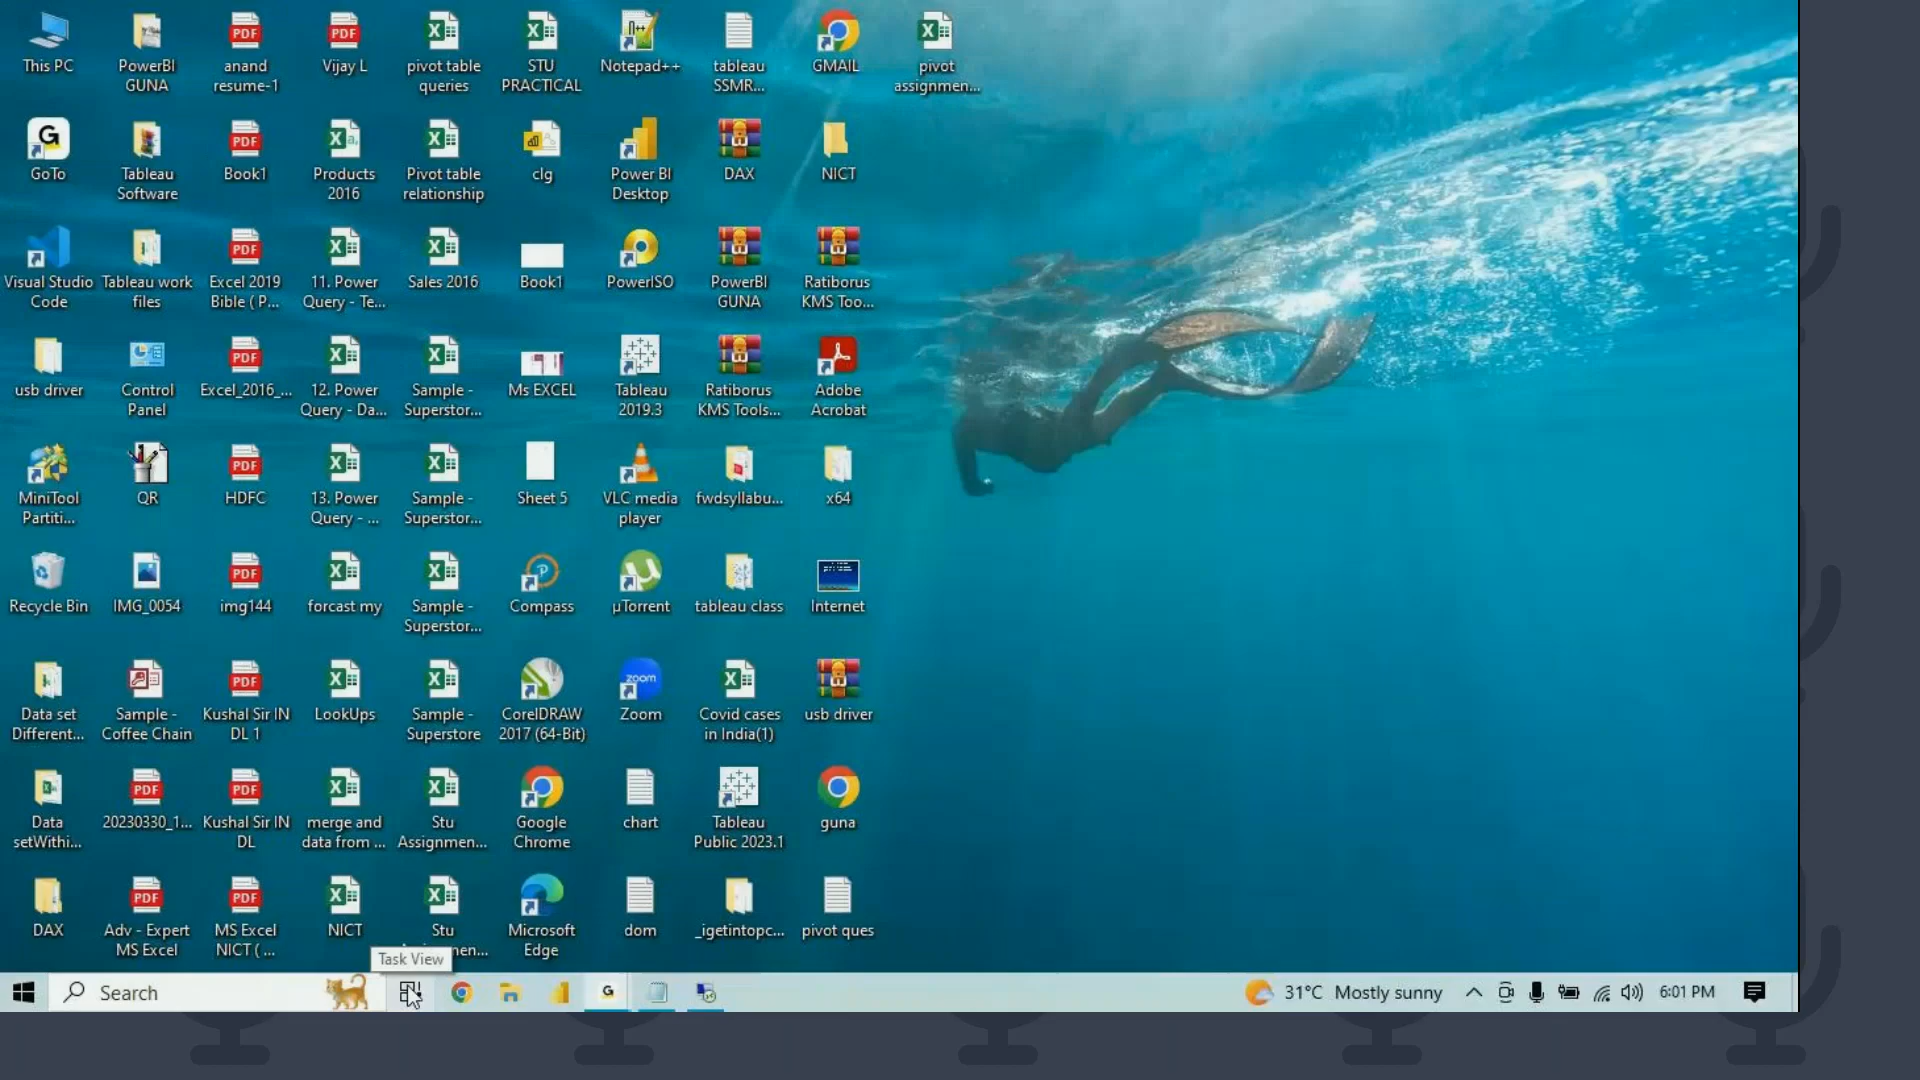 This PC
PowerBI
GUNA
anand
resume-1
Vijay L
pivot table
queries
STU
PRACTICAL
Notepad++
tableau
SSMR...
GMAIL
pivot
assignmen...
GoTo
Tableau
Software
Book1
Products
2016
Pivot table
relationship
clg
Power BI
Desktop
DAX
NICT
Visual Studio
Code
Tableau work
files
Excel 2019
Bible ( P...
11. Power
Query - Te...
Sales 2016
Book1
PowerISO
PowerBI
GUNA
Ratiborus
KMS Too...
usb driver
Control
Panel
Excel_2016_...
12. Power
Query - Da...
Sample -
Superstor...
Ms EXCEL
Tableau
2019.3
Ratiborus
KMS Tools...
Adobe
Acrobat
MiniTool
Partiti...
QR
HDFC
13. Power
Query - ...
Sample -
Superstor...
Sheet 5
VLC media
player
fwdsyllabu...
x64
Recycle Bin
IMG_0054
img144
forcast my
Sample -
Superstor...
Compass
µTorrent
tableau class
Internet
Data set
Different...
Sample -
Coffee Chain
Kushal Sir IN
DL 1
LookUps
Sample -
Superstore
CorelDRAW
2017 (64-Bit)
zoom
Zoom
Covid cases
in India(1)
usb driver
Data
setWithi...
20230330_1...
Kushal Sir IN
DL
merge and
data from ...
Stu
Assignmen...
Google
Chrome
chart
Tableau
Public 2023.1
guna
DAX
Adv - Expert
MS Excel
MS Excel
NICT ( ...
NICT
Stu
Microsoft
Edge
dom
_igetintopc...
pivot ques
Task View
Search
31°C Mostly sunny
6:01 PM